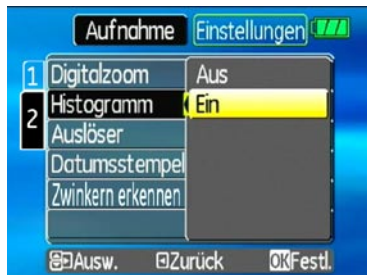 Aufnahme Einstellungen
1 Digitalzoom Aus
2 Histogramm Ein
Auslöser
Datumsstempel
Zwinkern erkennen
Ausw. Zurück OK Festl.